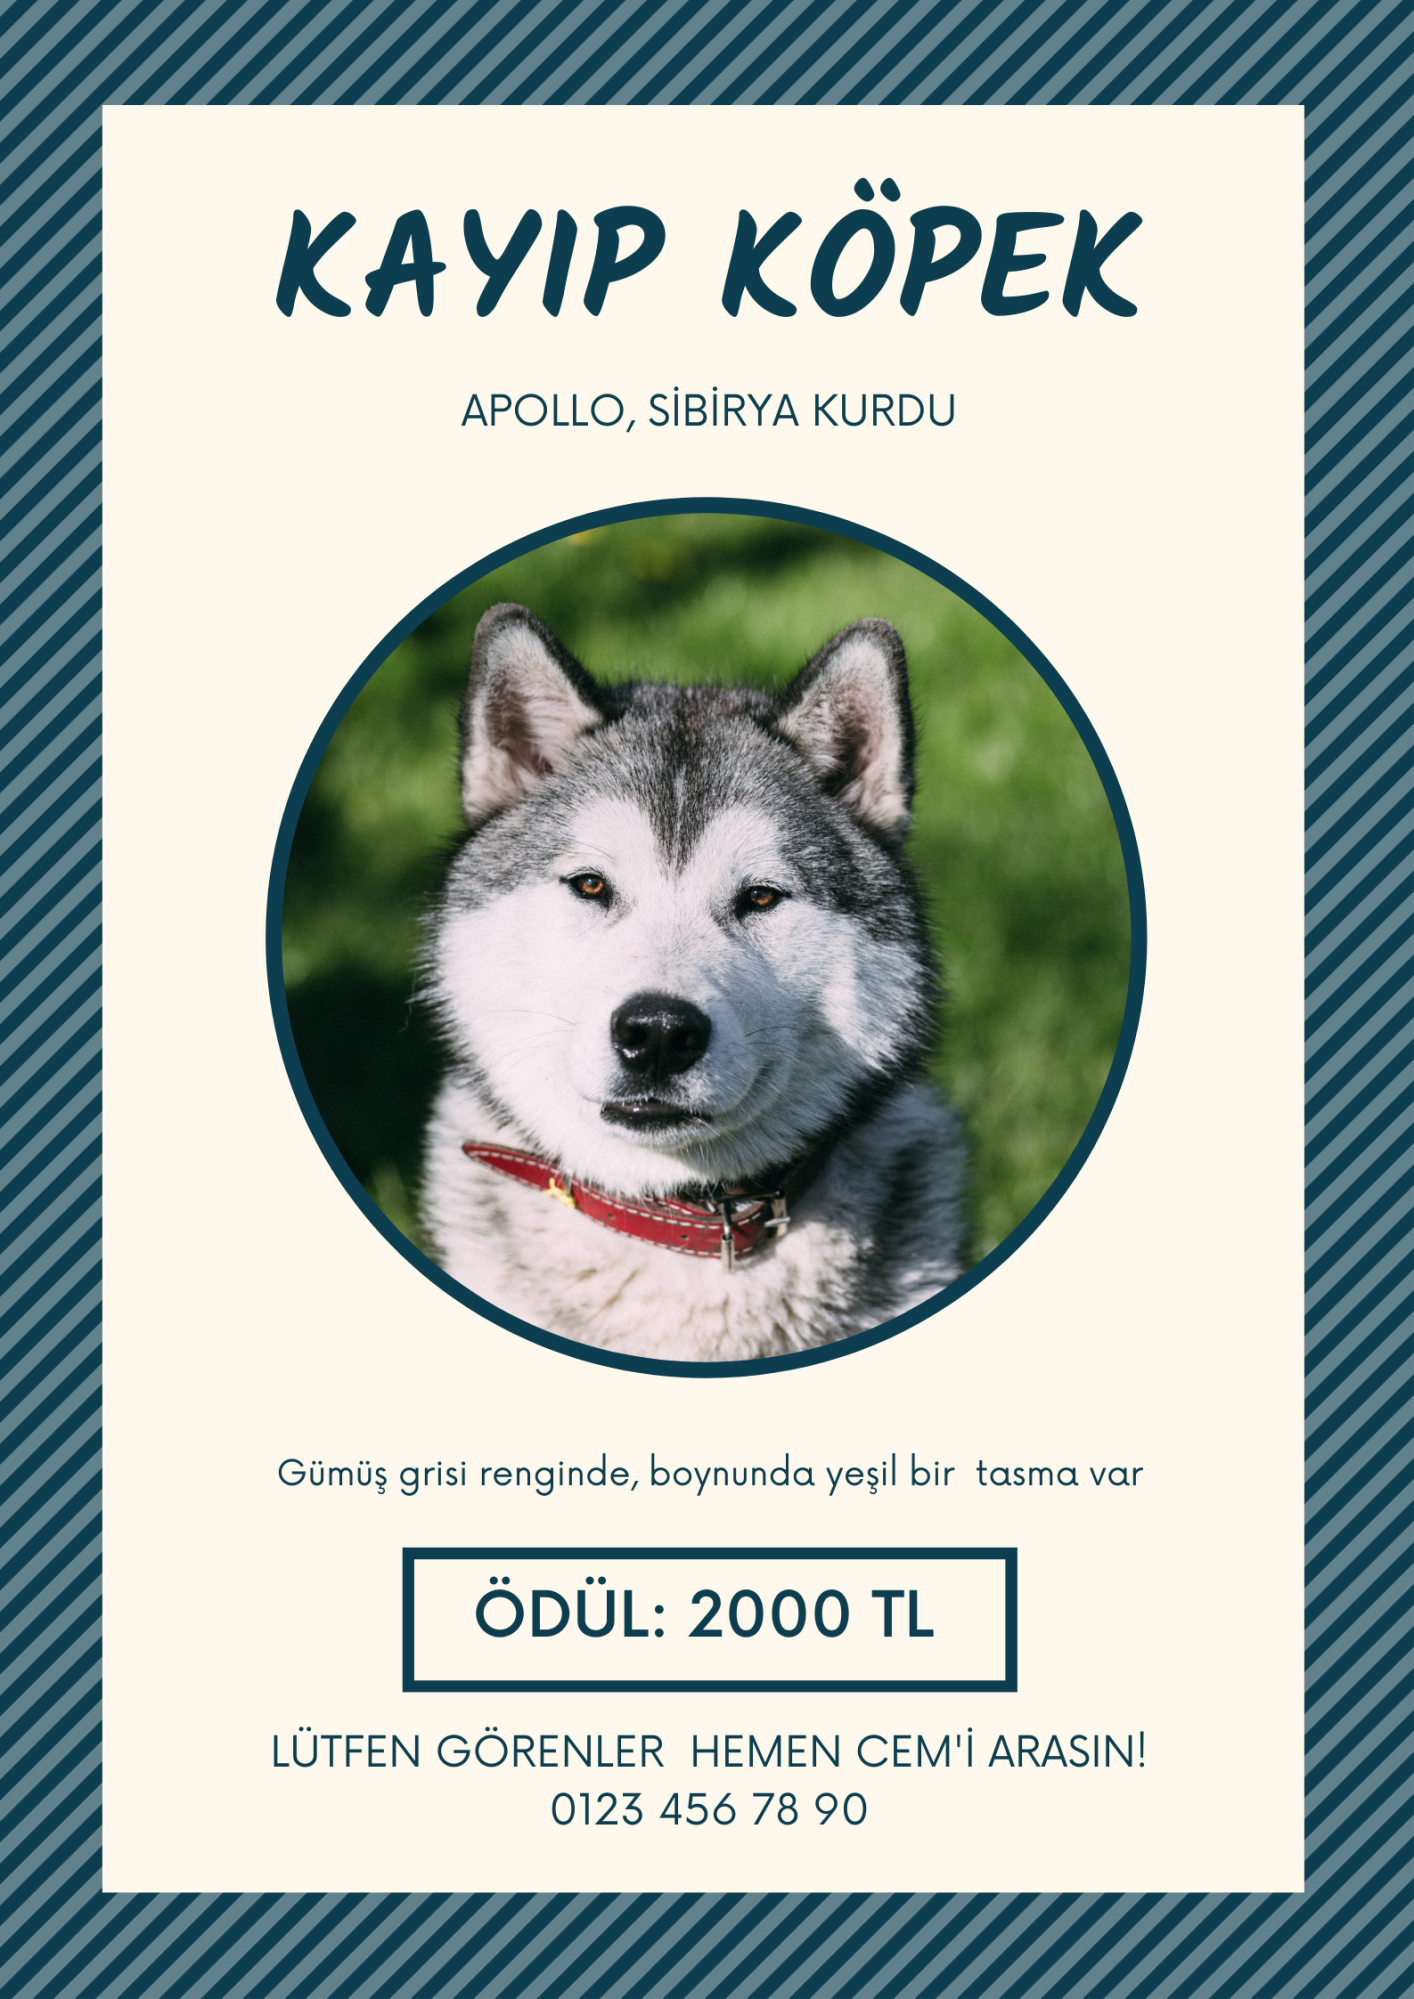 KAYIP KÖPEK
APOLLO, SİBİRYA KURDU
Gümüş grisi renginde, boynunda yeşil bir  tasma var
ÖDÜL: 2000 TL
LÜTFEN GÖRENLER  HEMEN CEM'İ ARASIN!
0123 456 78 90